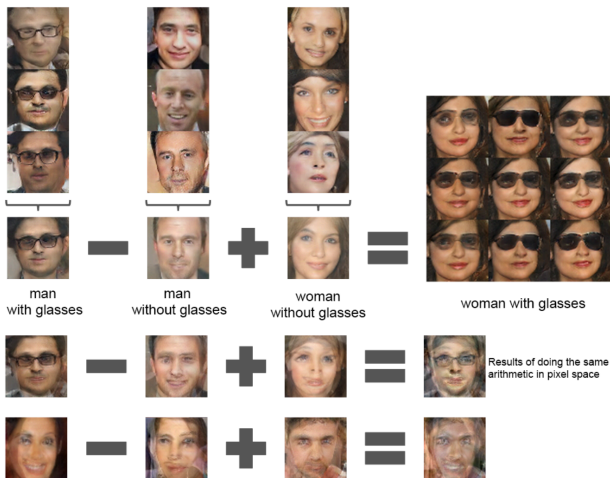 man
with glasses
man
without glasses
woman
without glasses
woman with glasses
Results of doing the same
arithmetic in pixel space